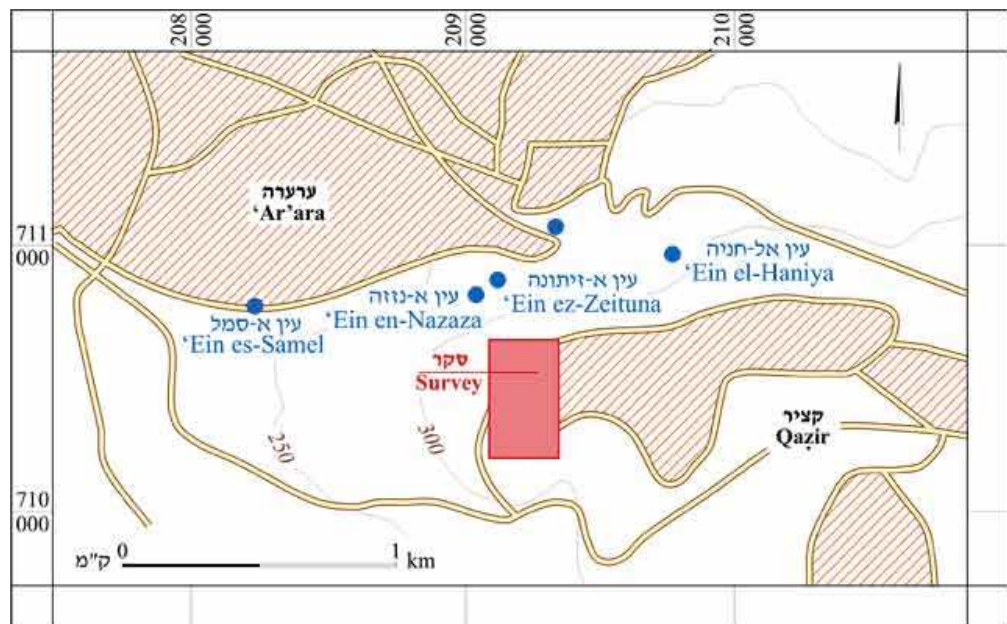 208
000
209
000
210
000
711
000
710
000
ערערה
‘Ar’ara
עין אל-חניה
‘Ein el-Haniya
עין א-זיתונה
‘Ein ez-Zeituna
עין א-נזזה
‘Ein en-Nazaza
עין א-סמל
‘Ein es-Samel
סקר
Survey
קציר
Qaẓir
250
300
ק"מ 0 1 km